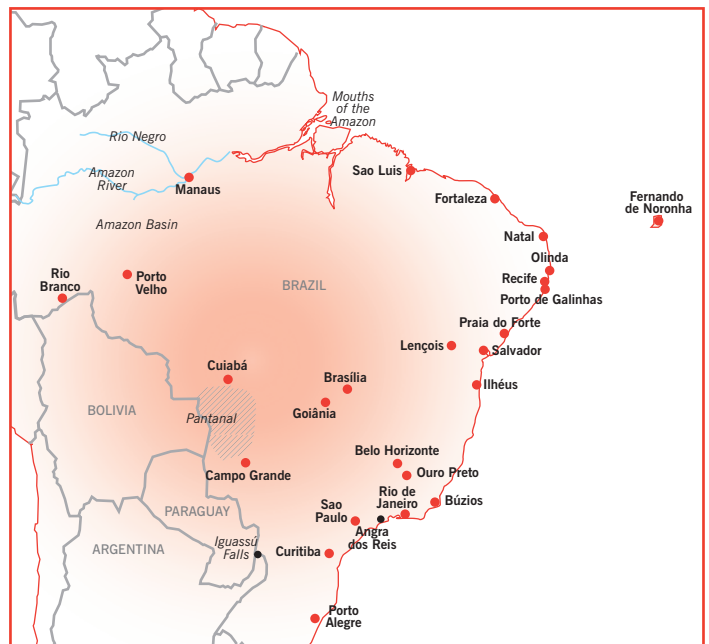 Mouths
of the
Amazon
Rio Negro
Amazon
River
Manaus
Sao Luis
Fortaleza
Fernando
de Noronha
Amazon Basin
Natal
Olinda
Rio
Branco
Porto
Velho
BRAZIL
Recife
Porto de Galinhas
Praia do Forte
Lençois
Salvador
Cuiabá
Brasília
Ilhéus
BOLIVIA
Pantanal
Goiânia
Belo Horizonte
Campo Grande
Ouro Preto
Rio de
Janeiro
Búzios
PARAGUAY
Sao
Paulo
Angra
dos Reis
ARGENTINA
Iguassú
Falls
Curitiba
Porto
Alegre